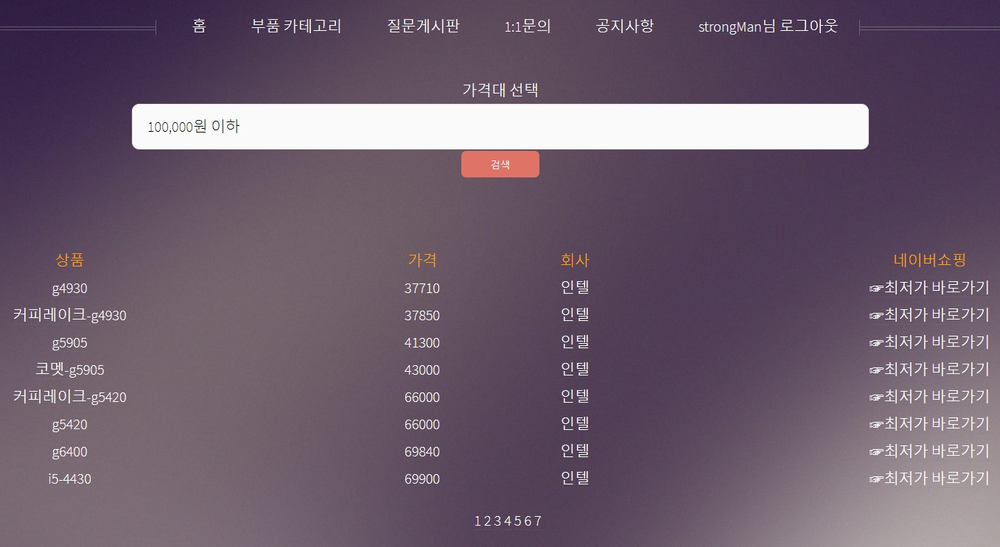 홈 부품 카테고리 질문게시판 1:1문의 공지사항 strongMan님 로그아웃
가격대 선택
100,000원 이하
검색
상품 가격 회사 네이버쇼핑
g4930 37710 인텔 ☞최저가 바로가기
커피레이크-g4930 37850 인텔 ☞최저가 바로가기
g5905 41300 인텔 ☞최저가 바로가기
코멧-g5905 43000 인텔 ☞최저가 바로가기
커피레이크-g5420 66000 인텔 ☞최저가 바로가기
g5420 66000 인텔 ☞최저가 바로가기
g6400 69840 인텔 ☞최저가 바로가기
i5-4430 69900 인텔 ☞최저가 바로가기
1 2 3 4 5 6 7